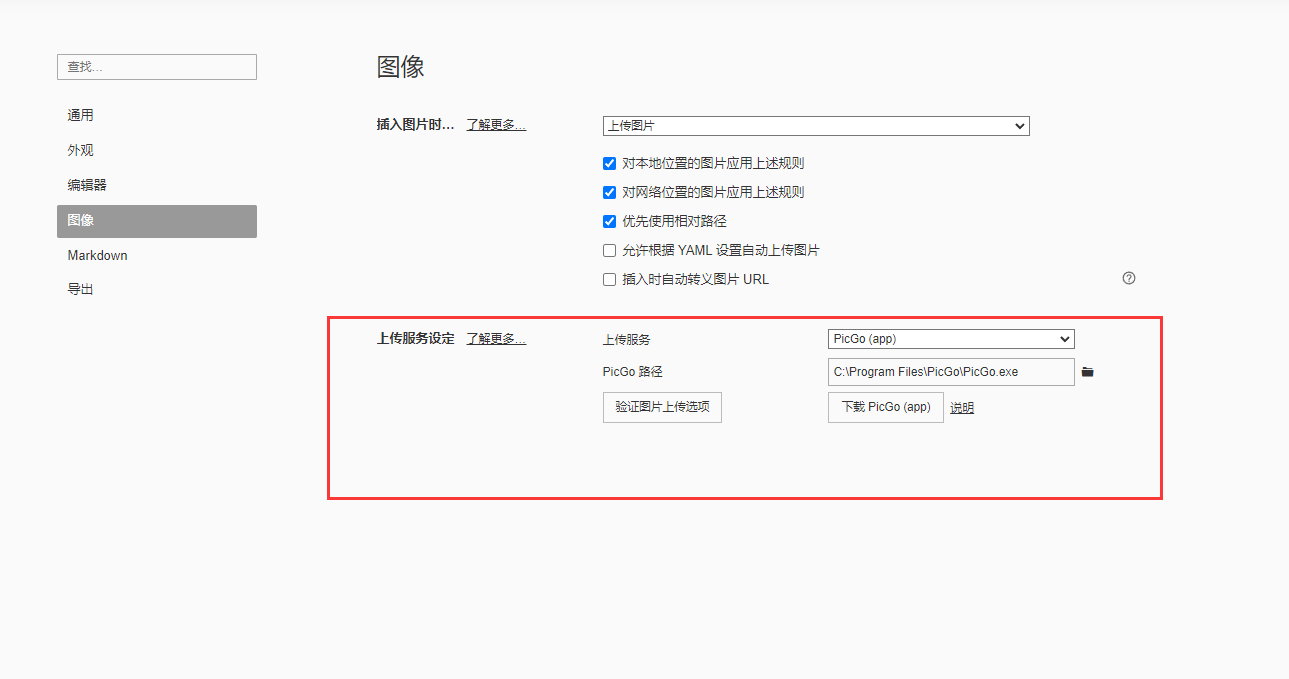 查找...
通用
外观
编辑器
图像
Markdown
导出
图像
插入图片时... 了解更多... 上传图片
对本地位置的图片应用上述规则
对网络位置的图片应用上述规则
优先使用相对路径
允许根据 YAML 设置自动上传图片
插入时自动转义图片 URL
上传服务设定 了解更多... 上传服务 PicGo (app)
PicGo 路径 C:\Program Files\PicGo\PicGo.exe
验证图片上传选项 下载 PicGo (app) 说明